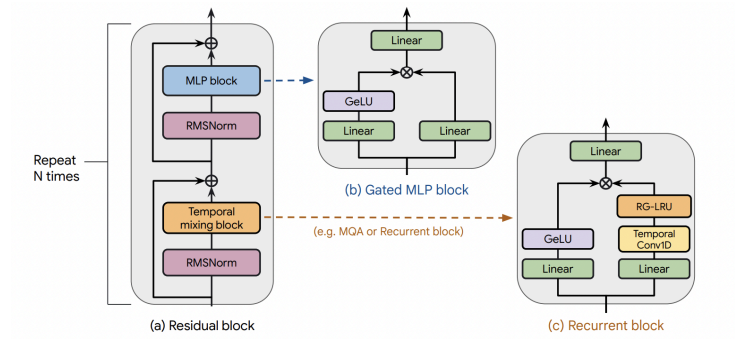 Repeat
N times
MLP block
RMSNorm
Temporal
mixing block
RMSNorm
(a) Residual block
Linear
GeLU
Linear
Linear
(b) Gated MLP block
(e.g. MQA or Recurrent block)
Linear
RG-LRU
GeLU
Temporal
Conv1D
Linear
Linear
(c) Recurrent block